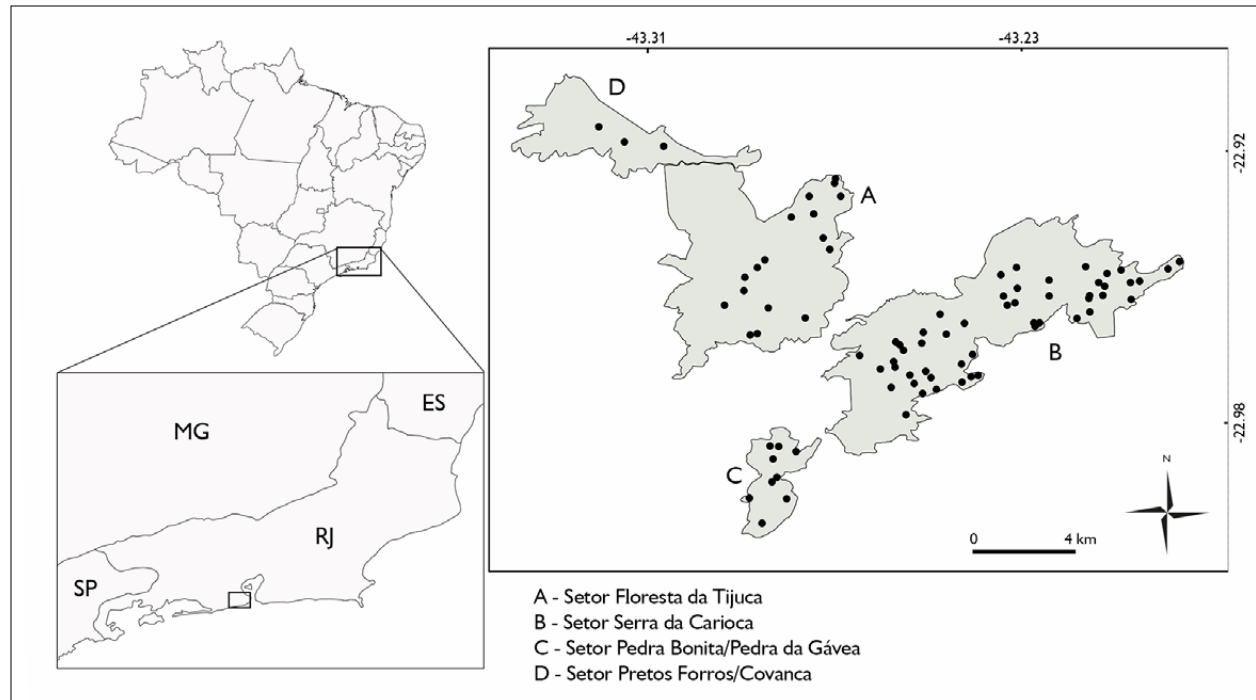 -43.31
-43.23
D
-22.92
A
B
-22.98
C
N
0
4 km
MG
ES
RJ
SP
A - Setor Floresta da Tijuca
B - Setor Serra da Carioca
C - Setor Pedra Bonita/Pedra da Gávea
D - Setor Pretos Forros/Covanca